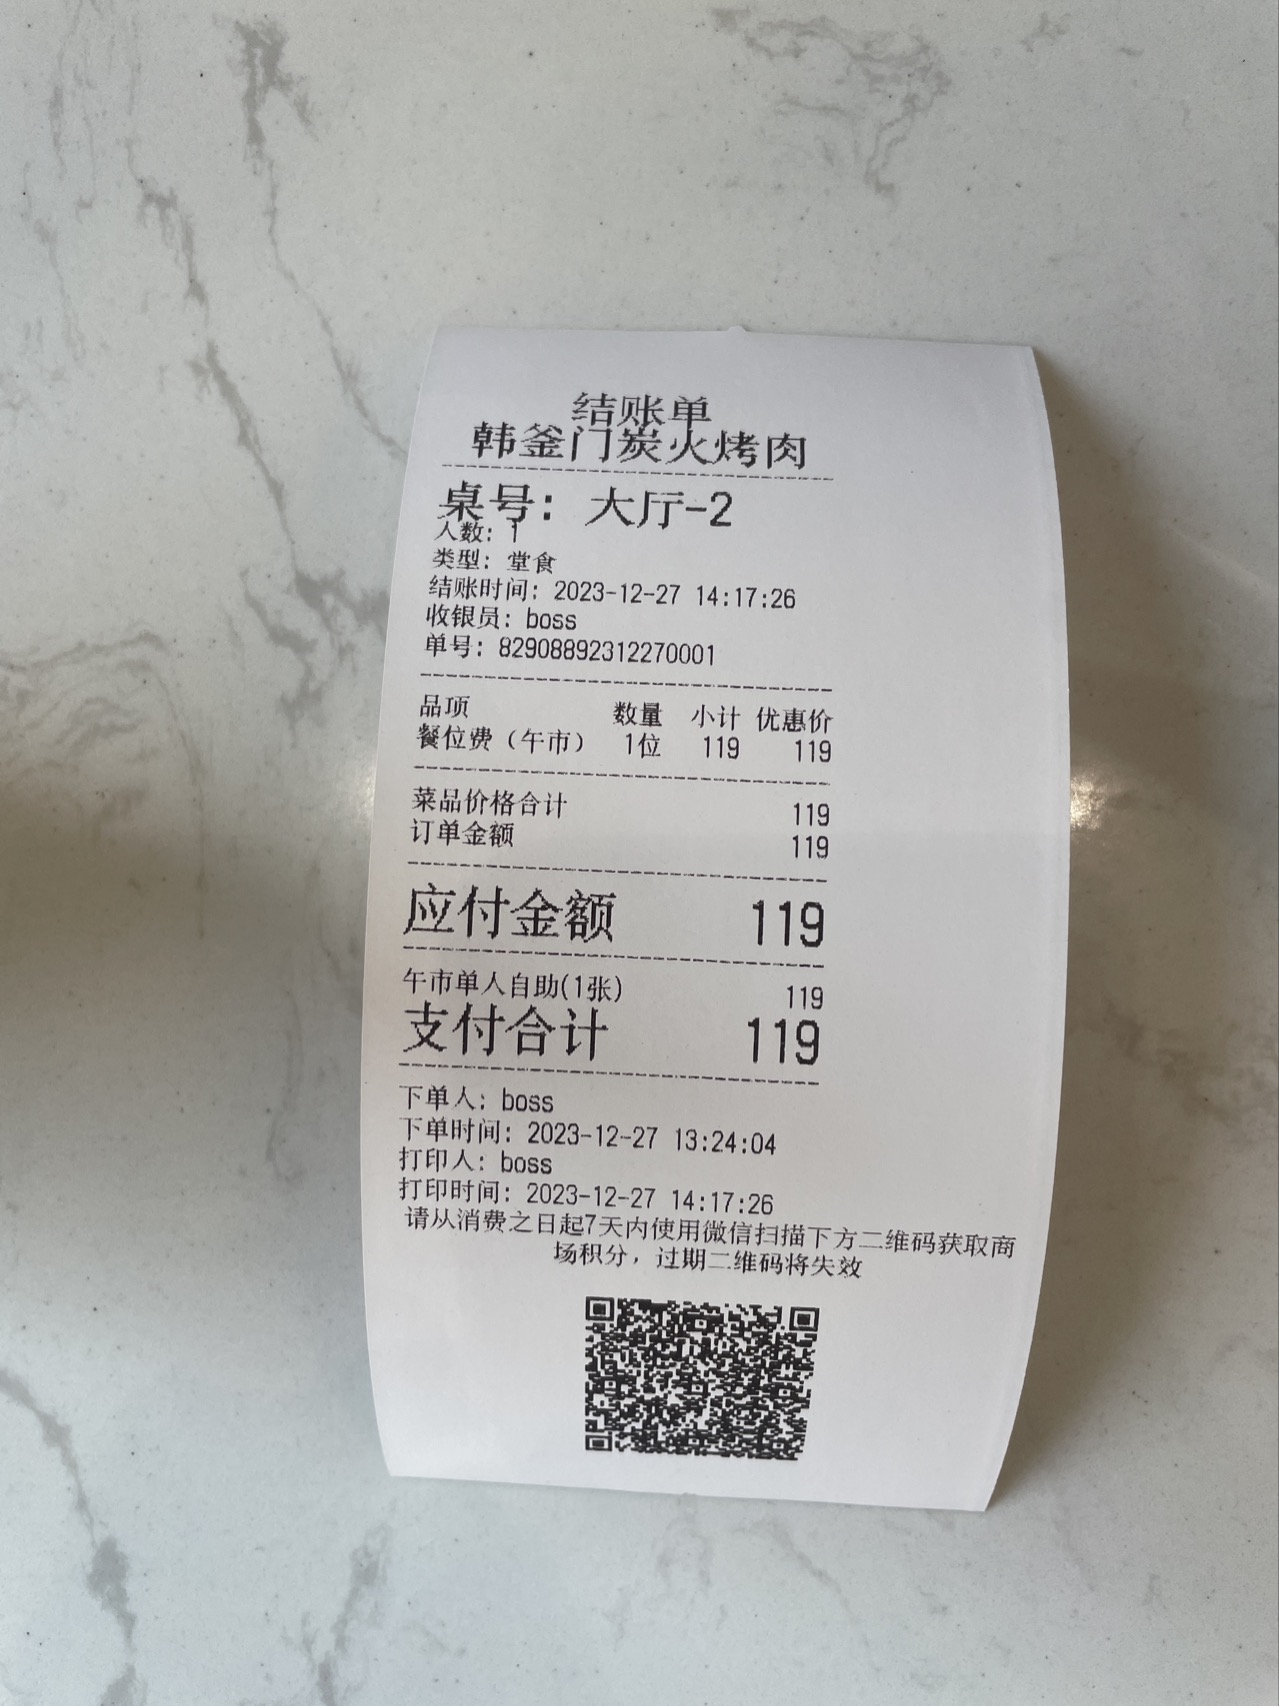 结账单
韩釜门炭火烤肉
桌号：大厅-2
人数：1
类型：堂食
结账时间：2023-12-27 14:17:26
收银员：boss
单号：82908892312270001
品项 数量 小计 优惠价
餐位费（午市） 1位 119 119
菜品价格合计 119
订单金额 119
应付金额 119
午市单人自助(1张) 119
支付合计 119
下单人：boss
下单时间：2023-12-27 13:24:04
打印人：boss
打印时间：2023-12-27 14:17:26
请从消费之日起7天内使用微信扫描下方二维码获取商
场积分，过期二维码将失效